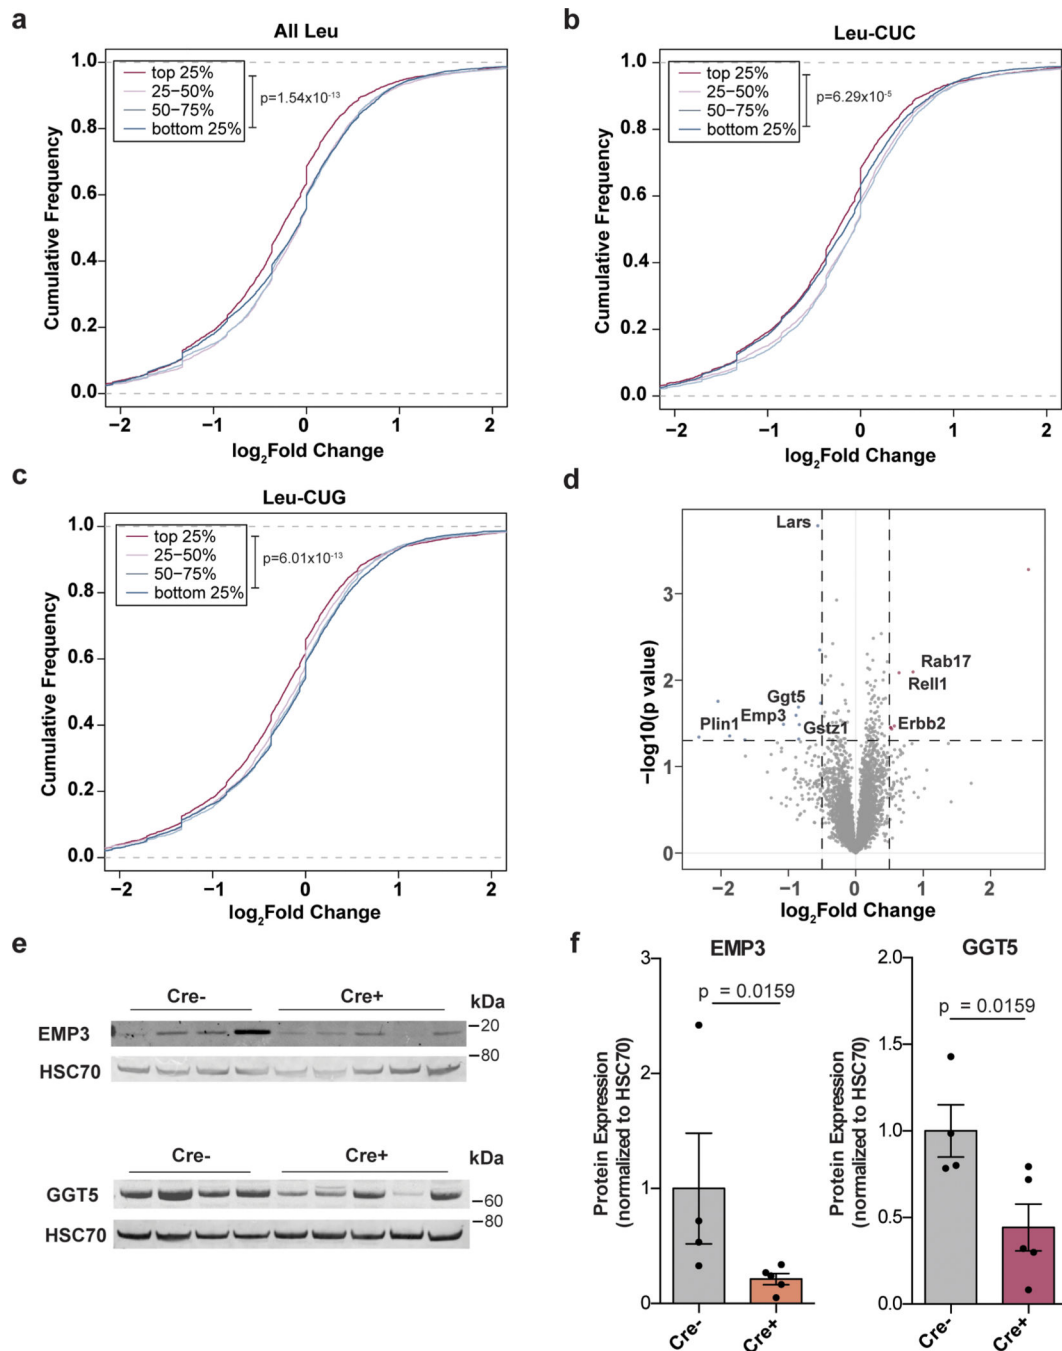 a
All Leu
Cumulative Frequency
1.0
0.8
0.6
0.4
0.2
0.0
top 25%
25–50%
50–75%
bottom 25%
p=1.54x10-13
−2
−1
0
1
2
log2Fold Change
b
Leu-CUC
Cumulative Frequency
1.0
0.8
0.6
0.4
0.2
0.0
top 25%
25–50%
50–75%
bottom 25%
p=6.29x10-5
−2
−1
0
1
2
log2Fold Change
c
Leu-CUG
Cumulative Frequency
1.0
0.8
0.6
0.4
0.2
0.0
top 25%
25–50%
50–75%
bottom 25%
p=6.01x10-13
−2
−1
0
1
2
log2Fold Change
d
−log10(p value)
3
2
1
0
Lars
Rab17
Rell1
Ggt5
Emp3
Plin1
Gstz1
Erbb2
−2
−1
0
1
2
log2Fold Change
e
Cre-
Cre+
kDa
EMP3
−20
−80
HSC70
Cre-
Cre+
kDa
GGT5
−60
−80
HSC70
f
EMP3
Protein Expression
(normalized to HSC70)
3
2
1
0
p = 0.0159
Cre-
Cre+
GGT5
Protein Expression
(normalized to HSC70)
2.0
1.5
1.0
0.5
0.0
p = 0.0159
Cre-
Cre+